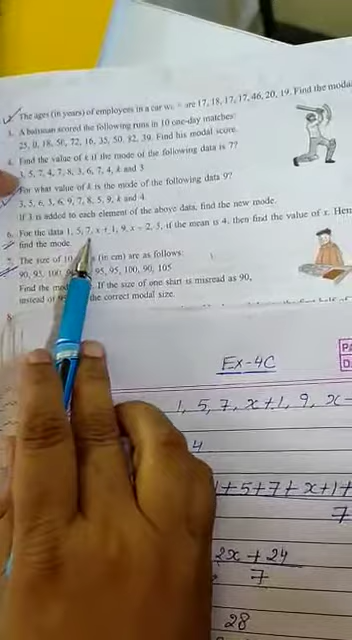 The ages (in years) of employees in a car w are 17, 18, 17, 17, 46, 20, 19. Find the moda
3. A batsman scored the following runs in 10 one-day matches:
25, 0, 18, 50, 72, 16, 35, 50, 82, 39. Find his modal score.
4. Find the value of k if the mode of the following data is 7?
3, 5, 7, 4, 7, 8, 3, 6, 7, 4, k and 3
For what value of k is the mode of the following data 9?
3, 5, 6, 3, 6, 9, 7, 8, 5, 9, k and 4
If 3 is added to each element of the above data, find the new mode.
6. For the data 1, 5, 7, x + 1, 9, x - 2, 5, if the mean is 4, then find the value of x. Hen
find the mode.
7. The size of 10 (in cm) are as follows:
90, 93, 100, 95, 95, 100, 90, 105
Find the mod . If the size of one shirt is misread as 90,
instead of the correct modal size.
Ex-4C
1, 5, 7, x+1, 9, x-
4
1+5+7+x+1+
7
2x + 24
7
28